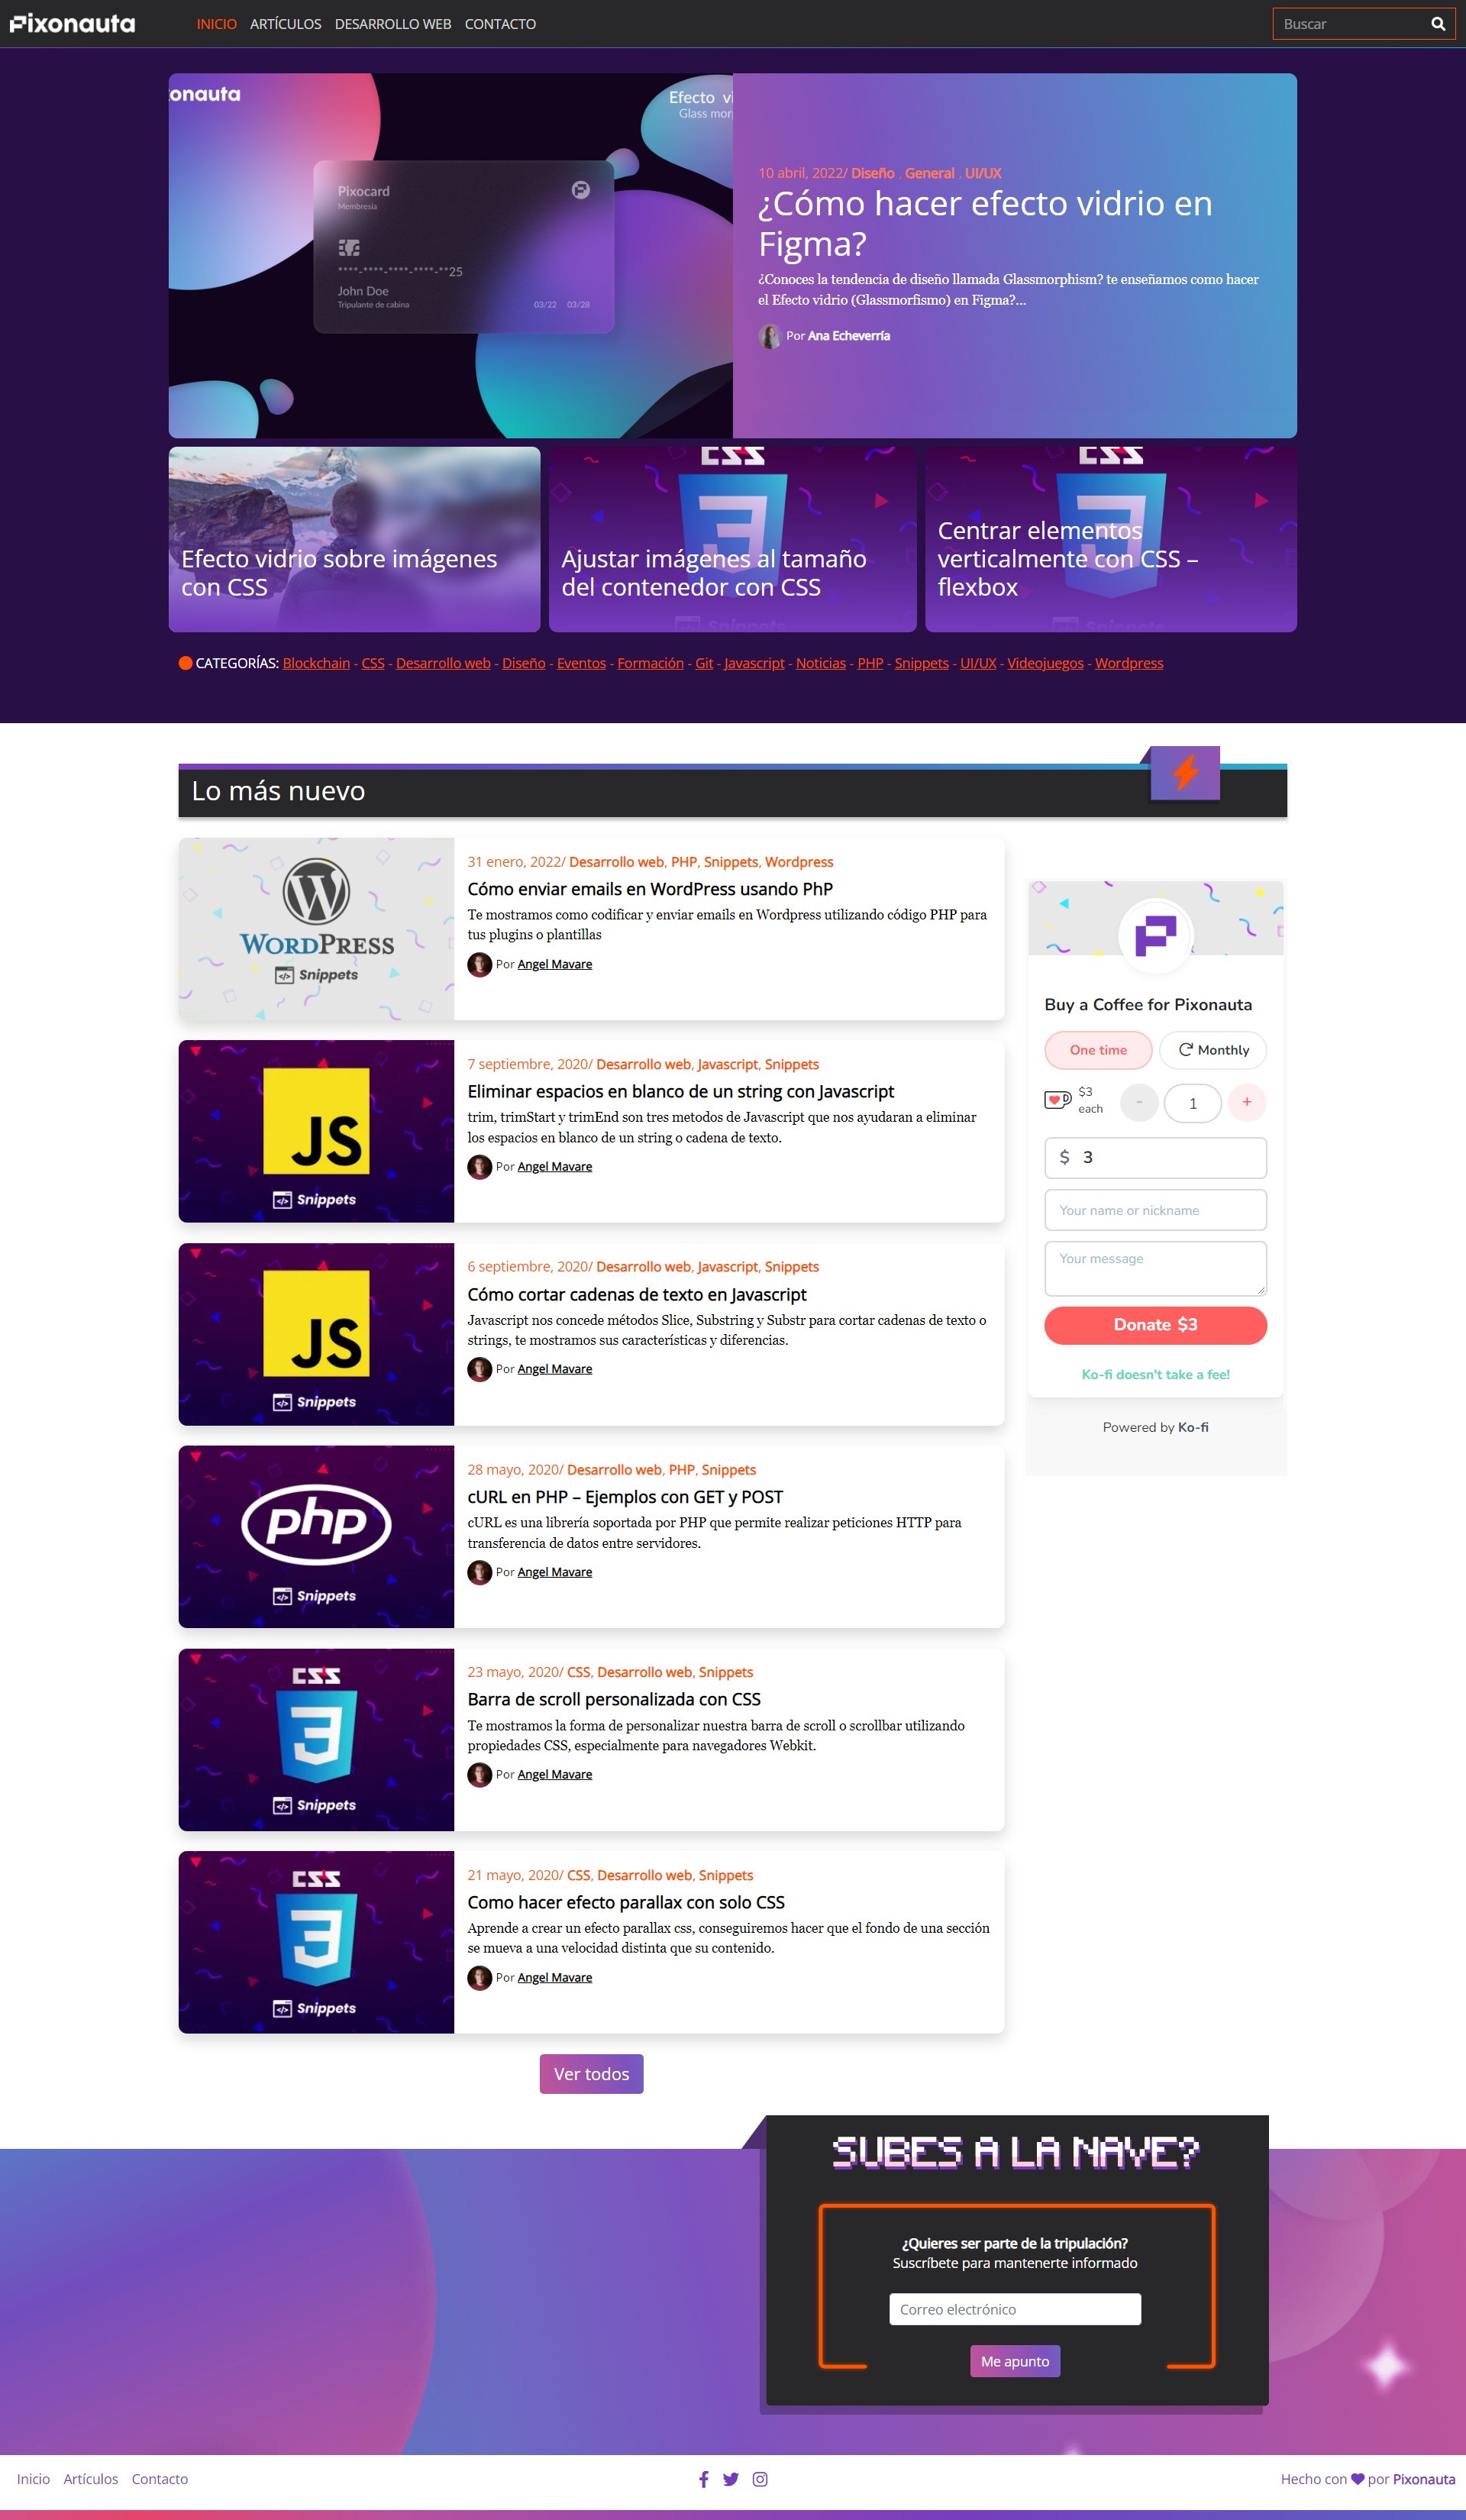 Pixonauta
INICIO ARTÍCULOS DESARROLLO WEB CONTACTO
Buscar
onauta
Efecto vi
Glass mor
Pixocard
Membresia
****-****-****-****-**25
John Doe
Tripulante de cabina
03/22 03/28
10 abril, 2022/ Diseño , General , UI/UX
¿Cómo hacer efecto vidrio en
Figma?
¿Conoces la tendencia de diseño llamada Glassmorphism? te enseñamos como hacer
el Efecto vidrio (Glassmorfismo) en Figma?...
Por Ana Echeverría
Efecto vidrio sobre imágenes
con CSS
CSS
3
Ajustar imágenes al tamaño
del contenedor con CSS
Snippets
CSS
3
Centrar elementos
verticalmente con CSS –
flexbox
Snippets
CATEGORÍAS: Blockchain - CSS - Desarrollo web - Diseño - Eventos - Formación - Git - Javascript - Noticias - PHP - Snippets - UI/UX - Videojuegos - Wordpress
Lo más nuevo
WORDPRESS
</> Snippets
31 enero, 2022/ Desarrollo web, PHP, Snippets, Wordpress
Cómo enviar emails en WordPress usando PhP
Te mostramos como codificar y enviar emails en Wordpress utilizando código PHP para
tus plugins o plantillas
Por Angel Mavare
JS
</> Snippets
7 septiembre, 2020/ Desarrollo web, Javascript, Snippets
Eliminar espacios en blanco de un string con Javascript
trim, trimStart y trimEnd son tres metodos de Javascript que nos ayudaran a eliminar
los espacios en blanco de un string o cadena de texto.
Por Angel Mavare
JS
</> Snippets
6 septiembre, 2020/ Desarrollo web, Javascript, Snippets
Cómo cortar cadenas de texto en Javascript
Javascript nos concede métodos Slice, Substring y Substr para cortar cadenas de texto o
strings, te mostramos sus características y diferencias.
Por Angel Mavare
php
</> Snippets
28 mayo, 2020/ Desarrollo web, PHP, Snippets
cURL en PHP – Ejemplos con GET y POST
cURL es una librería soportada por PHP que permite realizar peticiones HTTP para
transferencia de datos entre servidores.
Por Angel Mavare
CSS
3
</> Snippets
23 mayo, 2020/ CSS, Desarrollo web, Snippets
Barra de scroll personalizada con CSS
Te mostramos la forma de personalizar nuestra barra de scroll o scrollbar utilizando
propiedades CSS, especialmente para navegadores Webkit.
Por Angel Mavare
CSS
3
</> Snippets
21 mayo, 2020/ CSS, Desarrollo web, Snippets
Como hacer efecto parallax con solo CSS
Aprende a crear un efecto parallax css, conseguiremos hacer que el fondo de una sección
se mueva a una velocidad distinta que su contenido.
Por Angel Mavare
Ver todos
Buy a Coffee for Pixonauta
One time Monthly
$3
each
- 1 +
$ 3
Your name or nickname
Your message
Donate $3
Ko-fi doesn't take a fee!
Powered by Ko-fi
SUBES A LA NAVE?
¿Quieres ser parte de la tripulación?
Suscríbete para mantenerte informado
Correo electrónico
Me apunto
Inicio Artículos Contacto
Hecho con por Pixonauta